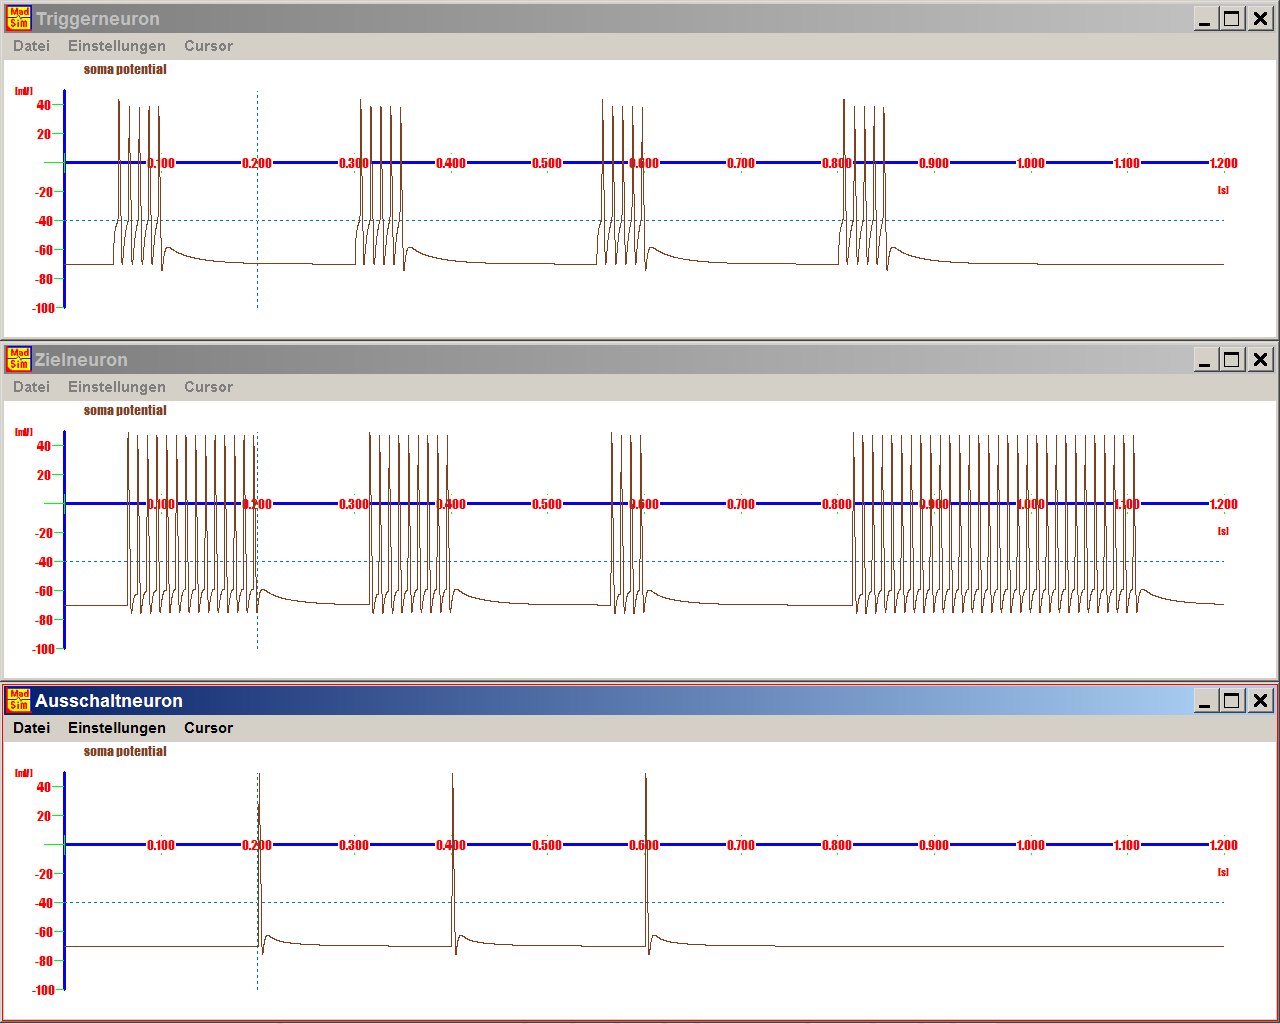 Mad Sim Triggerneuron
Datei Einstellungen Cursor
soma potential
[mV]
40
20
0.100 0.200 0.300 0.400 0.500 0.600 0.700 0.800 0.900 1.000 1.100 1.200
-20
[s]
-40
-60
-80
-100
Mad Sim Zielneuron
Datei Einstellungen Cursor
soma potential
[mV]
40
20
0.100 0.200 0.300 0.400 0.500 0.600 0.700 0.800 0.900 1.000 1.100 1.200
-20
[s]
-40
-60
-80
-100
Mad Sim Ausschaltneuron
Datei Einstellungen Cursor
soma potential
[mV]
40
20
0.100 0.200 0.300 0.400 0.500 0.600 0.700 0.800 0.900 1.000 1.100 1.200
-20
[s]
-40
-60
-80
-100